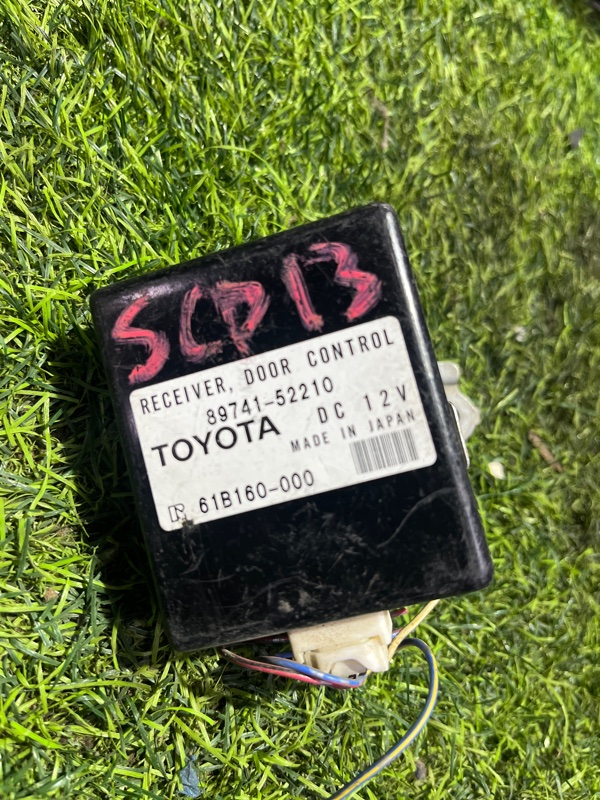 SCP13
RECEIVER, DOOR CONTROL
89741-52210
TOYOTA DC 12V
MADE IN JAPAN
R 61B160-000